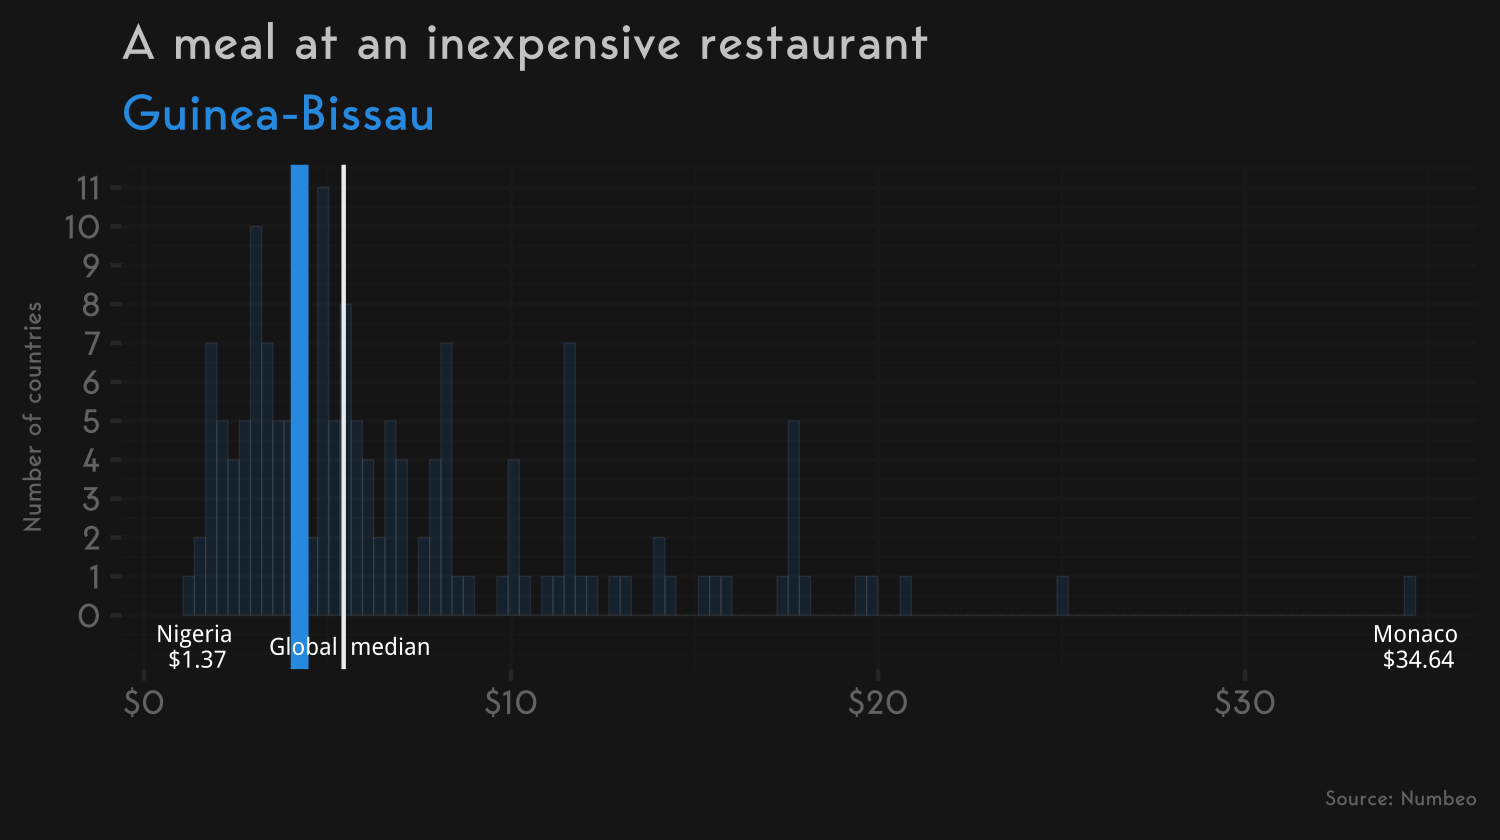 A meal at an inexpensive restaurant
Guinea-Bissau
Number of countries
11
10
9
8
7
6
5
4
3
2
1
0
Nigeria
$1.37
Global median
Monaco
$34.64
$0 $10 $20 $30
Source: Numbeo